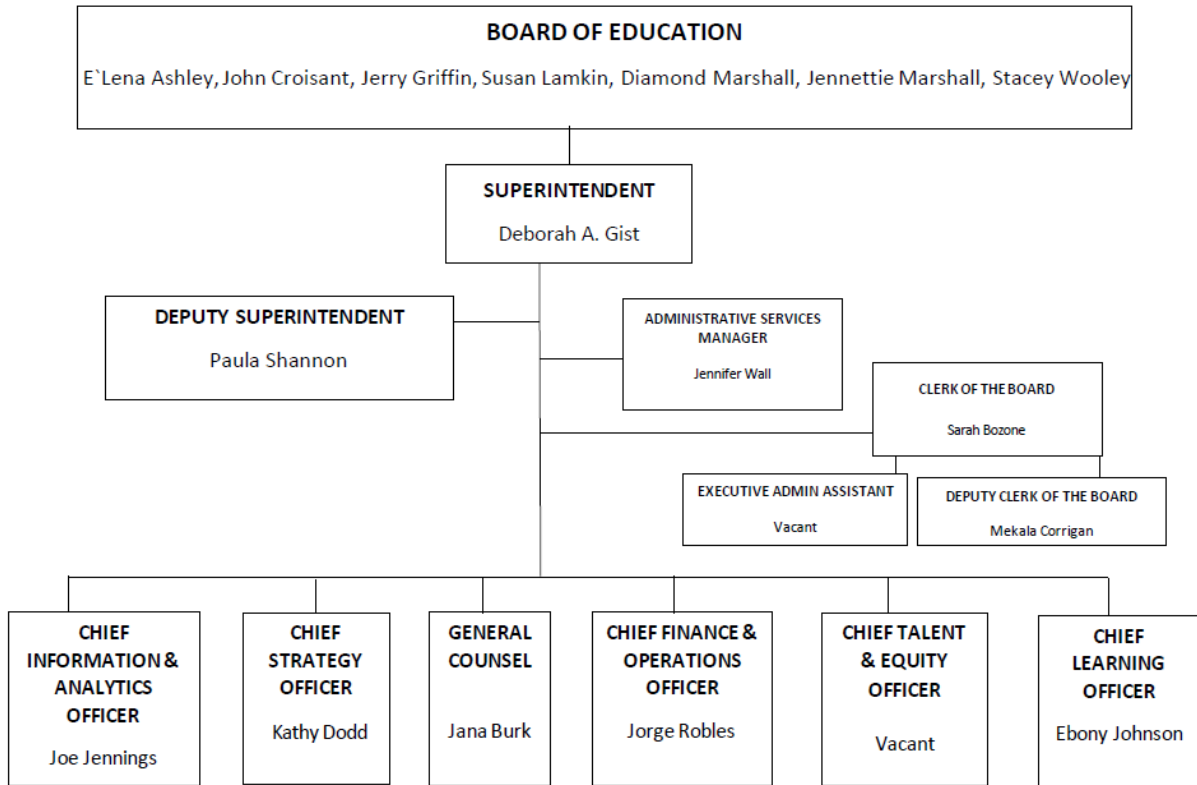 BOARD OF EDUCATION
E`Lena Ashley, John Croisant, Jerry Griffin, Susan Lamkin, Diamond Marshall, Jennettie Marshall, Stacey Wooley
SUPERINTENDENT
Deborah A. Gist
DEPUTY SUPERINTENDENT
Paula Shannon
ADMINISTRATIVE SERVICES
MANAGER
Jennifer Wall
CLERK OF THE BOARD
Sarah Bozone
EXECUTIVE ADMIN ASSISTANT
Vacant
DEPUTY CLERK OF THE BOARD
Mekala Corrigan
CHIEF
INFORMATION &
ANALYTICS
OFFICER
Joe Jennings
CHIEF
STRATEGY
OFFICER
Kathy Dodd
GENERAL
COUNSEL
Jana Burk
CHIEF FINANCE &
OPERATIONS
OFFICER
Jorge Robles
CHIEF TALENT
& EQUITY
OFFICER
Vacant
CHIEF
LEARNING
OFFICER
Ebony Johnson